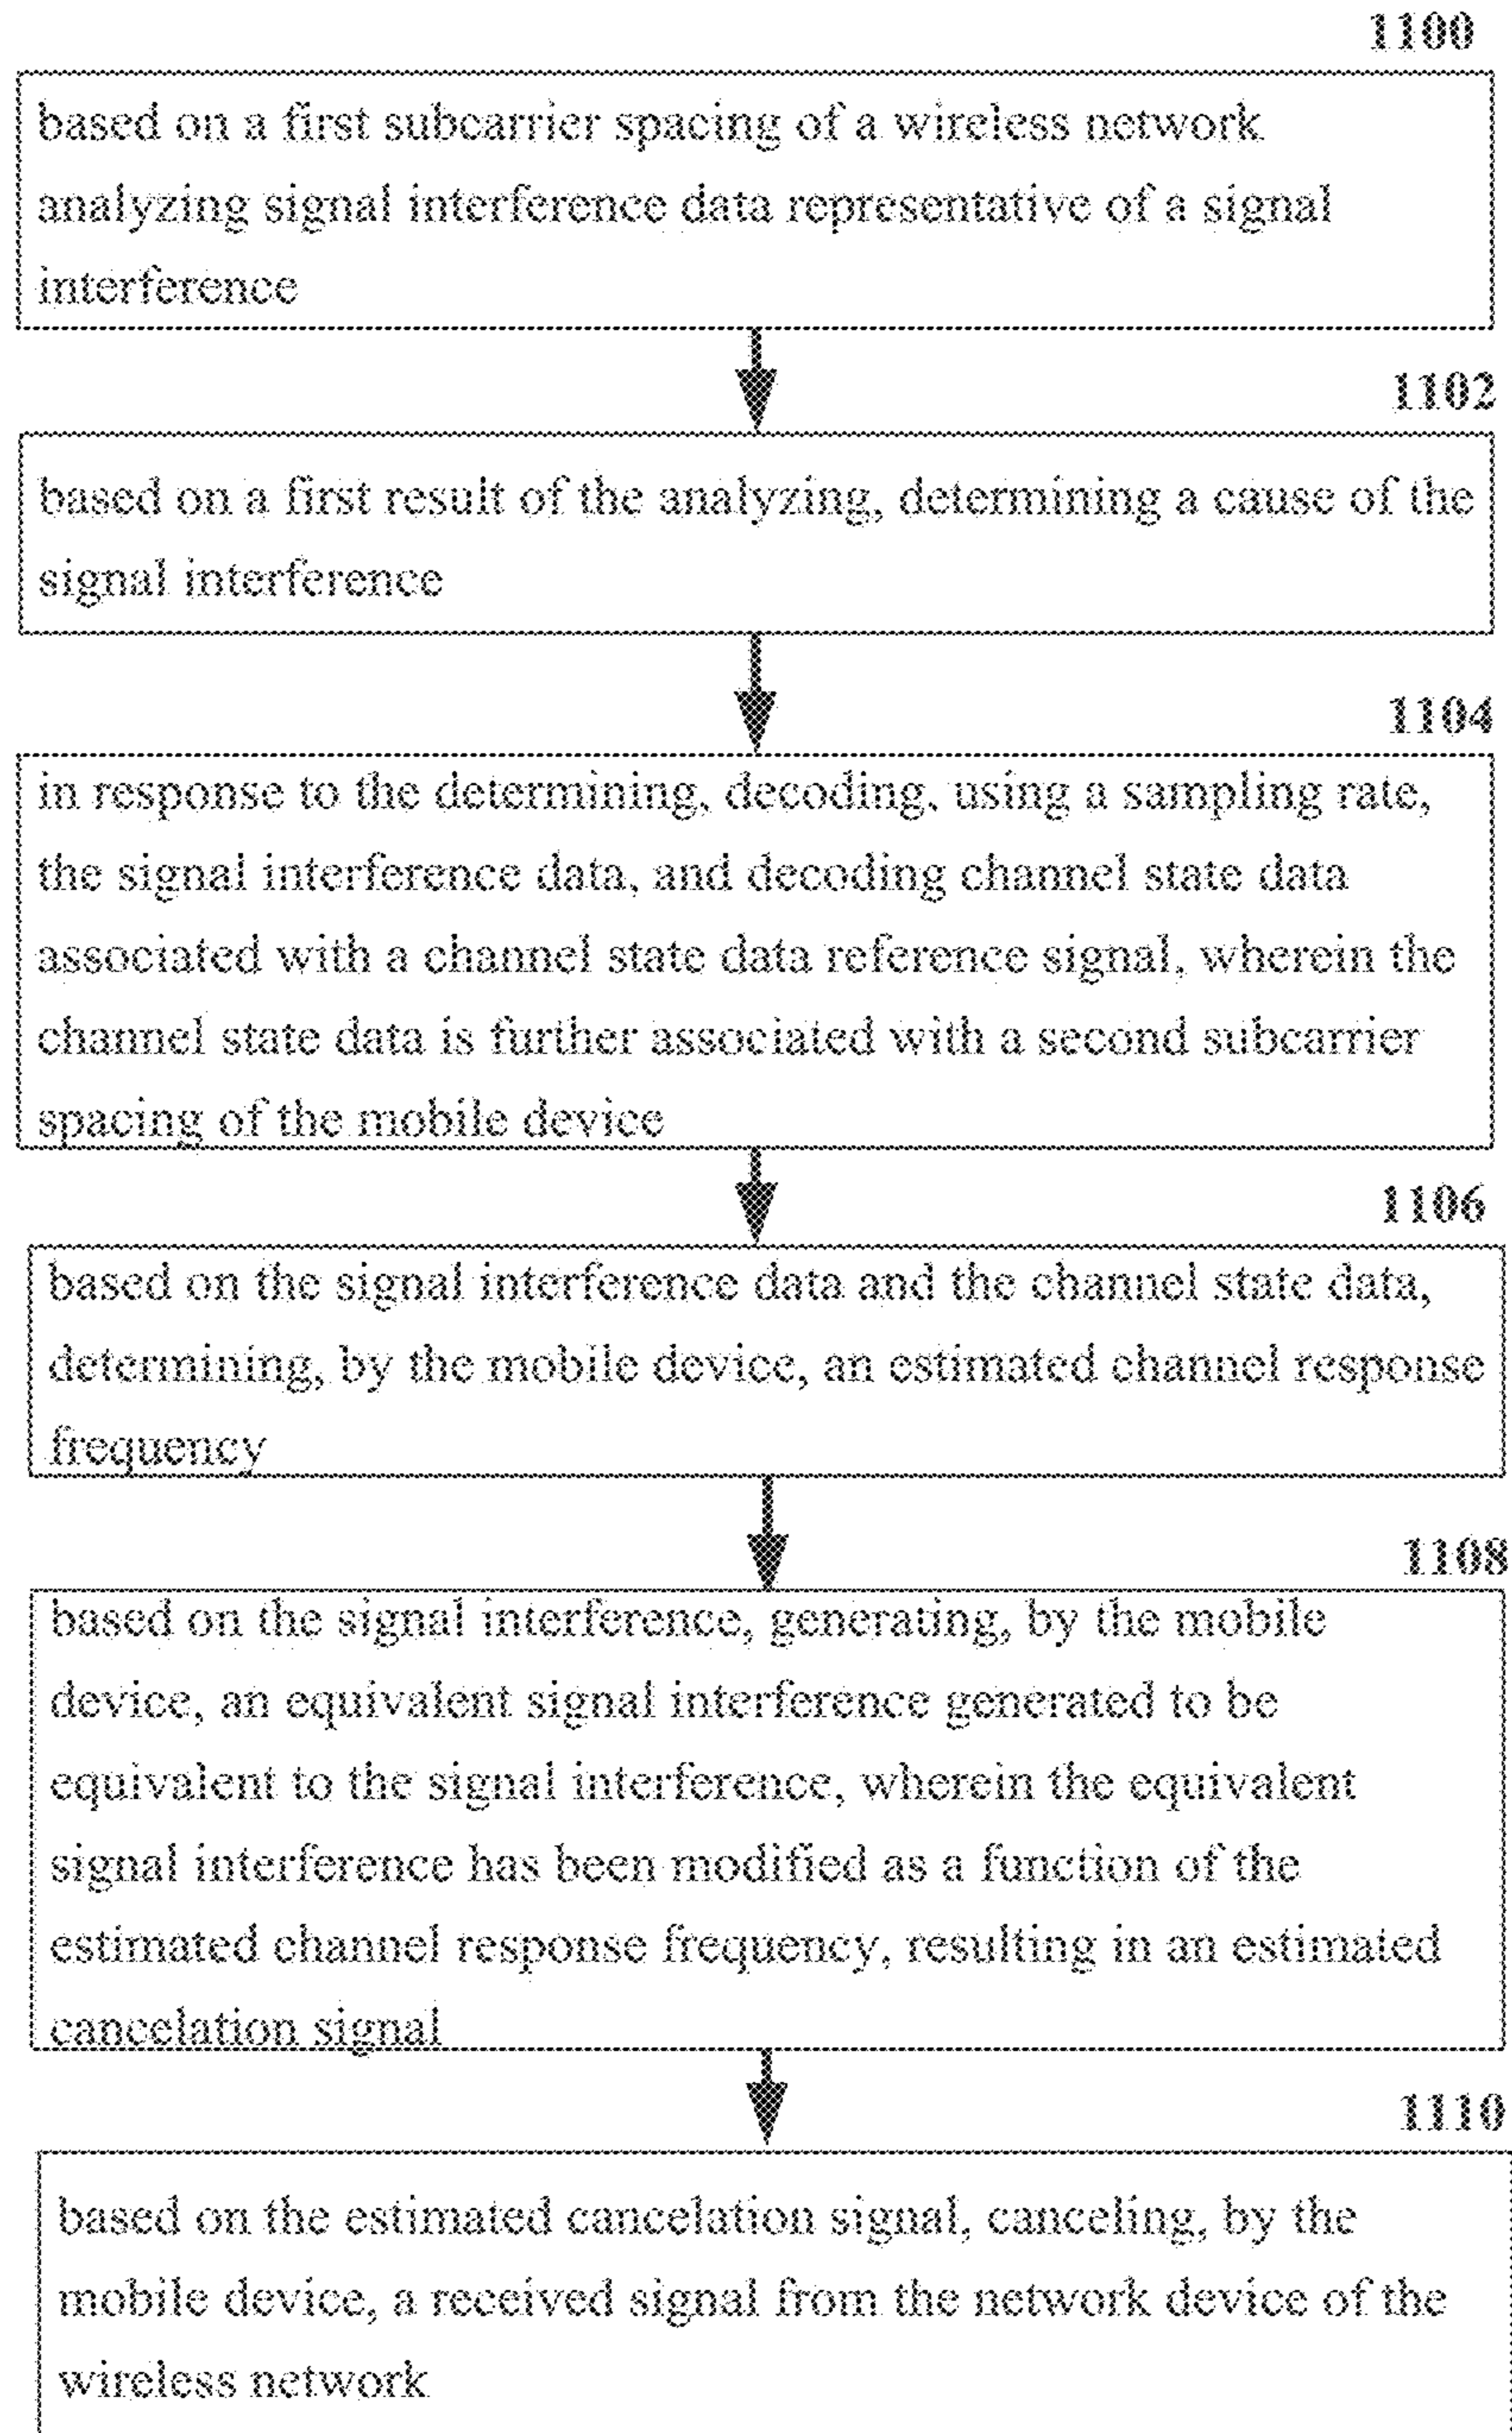 1100
based on a first subcarrier spacing of a wireless network
analyzing signal interference data representative of a signal
interference
1102
based on a first result of the analyzing, determining a cause of the
signal interference
1104
in response to the determining, decoding, using a sampling rate,
the signal interference data, and decoding channel state data
associated with a channel state data reference signal, wherein the
channel state data is further associated with a second subcarrier
spacing of the mobile device
1106
based on the signal interference data and the channel state data,
determining, by the mobile device, an estimated channel response
frequency
1108
based on the signal interference, generating, by the mobile
device, an equivalent signal interference generated to be
equivalent to the signal interference, wherein the equivalent
signal interference has been modified as a function of the
estimated channel response frequency, resulting in an estimated
cancelation signal
1110
based on the estimated cancelation signal, canceling, by the
mobile device, a received signal from the network device of the
wireless network